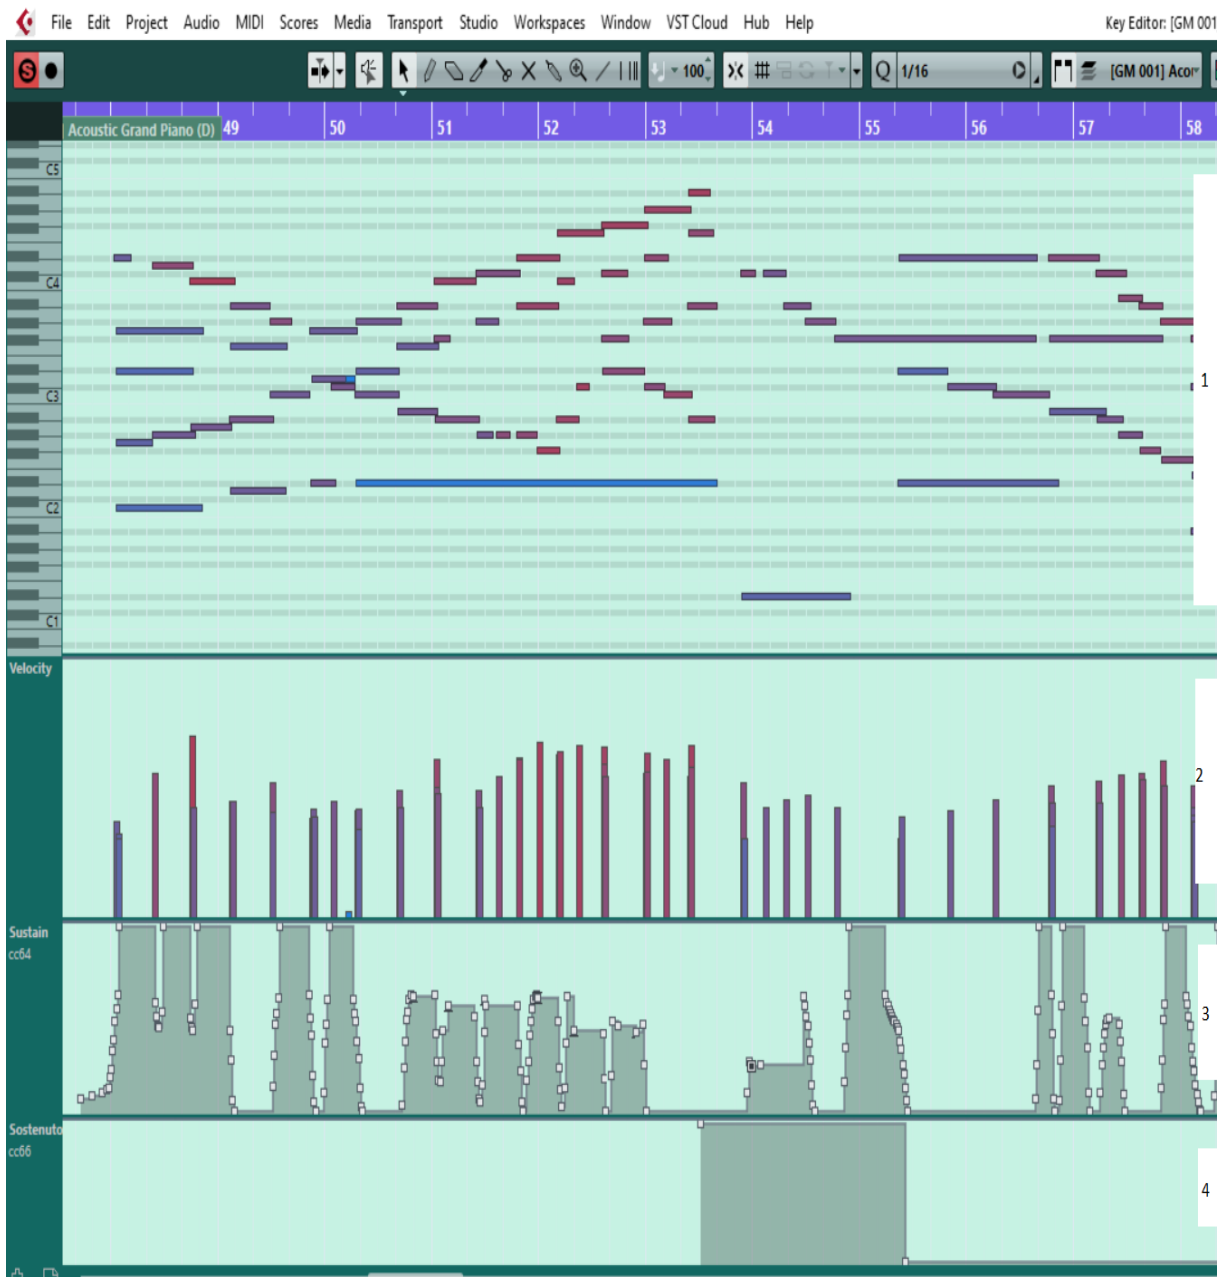 File Edit Project Audio MIDI Scores Media Transport Studio Workspaces Window VST Cloud Hub Help Key Editor: [GM 001
S 100 Q 1/16 [GM 001] Acor
Acoustic Grand Piano (D) 49 50 51 52 53 54 55 56 57 58
C5
C4
C3
1
C2
C1
Velocity
2
Sustain
cc64
3
Sostenuto
cc66
4